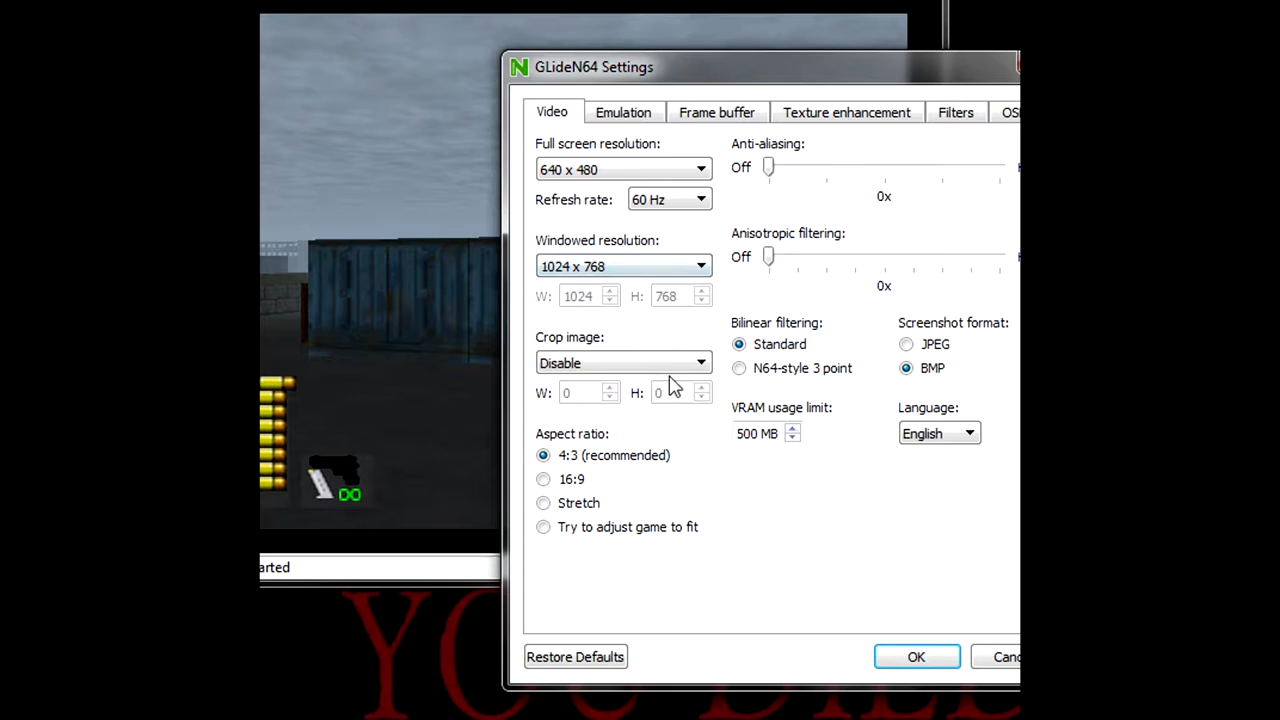 GLideN64 Settings
Video
Emulation
Frame buffer
Texture enhancement
Filters
Full screen resolution:
640 x 480
Refresh rate:
60 Hz
Windowed resolution:
1024 x 768
W: 1024
H: 768
Crop image:
Disable
W: 0
H: 0
Aspect ratio:
4:3 (recommended)
16:9
Stretch
Try to adjust game to fit
Anti-aliasing:
Off
0x
Anisotropic filtering:
Off
0x
Bilinear filtering:
Standard
N64-style 3 point
Screenshot format:
JPEG
BMP
VRAM usage limit:
500 MB
Language:
English
arted
Restore Defaults
OK
Canc
YOU DIED